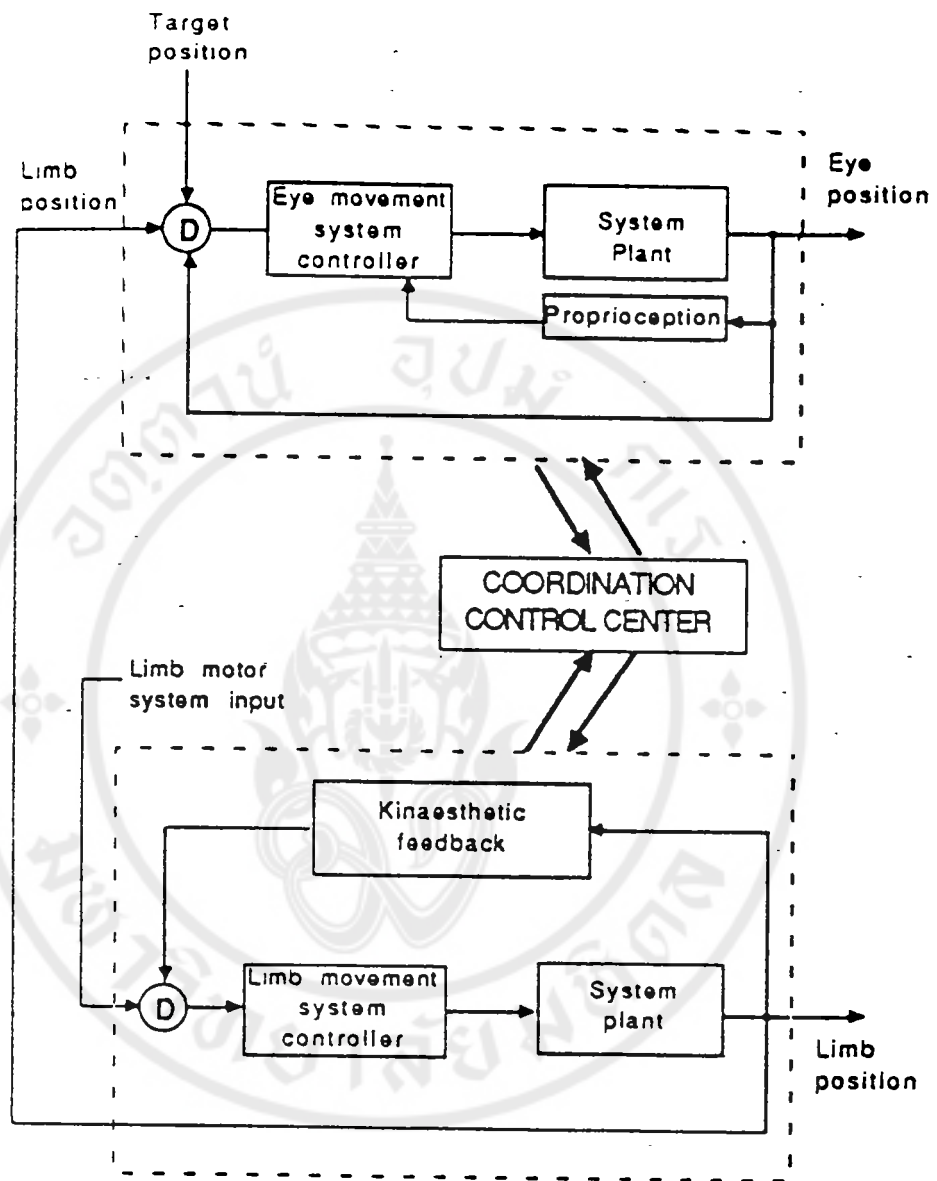 Target
position
Limb
position
Eye
position
D
Eye movement
system
controller
System
Plant
Proprioception
COORDINATION
CONTROL CENTER
Limb motor
system input
Kinaesthetic
feedback
D
Limb movement
system
controller
System
plant
Limb
position